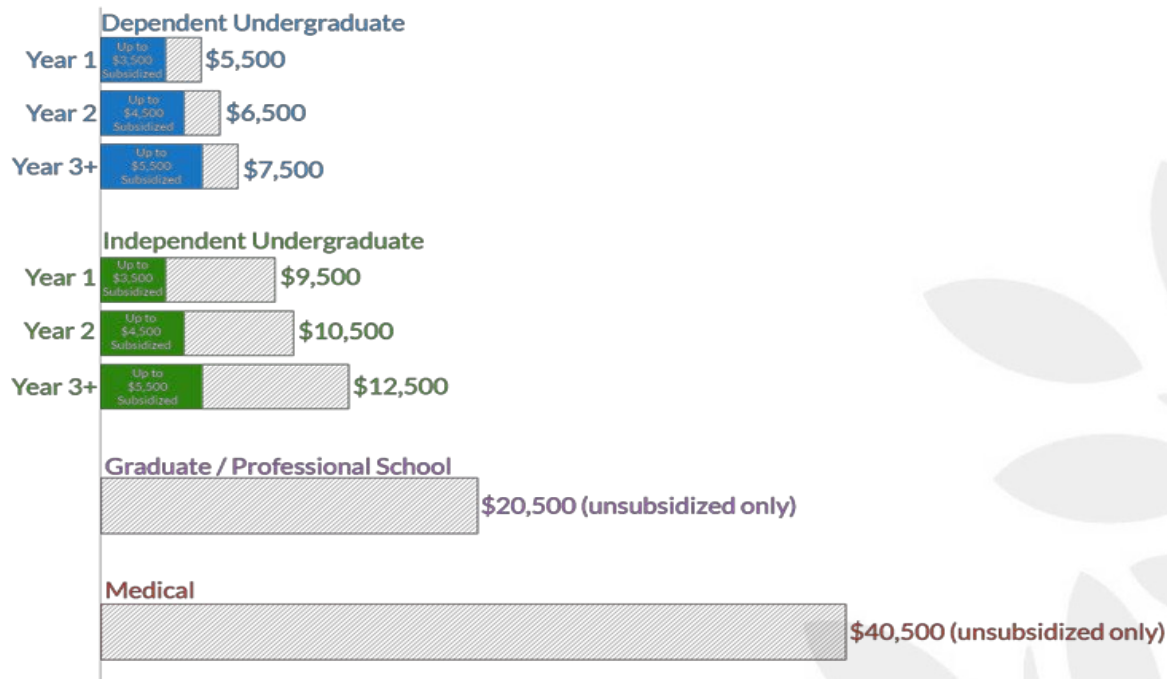 Dependent Undergraduate
Year 1
Up to
$3,500
Subsidized
$5,500
Year 2
Up to
$4,500
Subsidized
$6,500
Year 3+
Up to
$5,500
Subsidized
$7,500
Independent Undergraduate
Year 1
Up to
$3,500
Subsidized
$9,500
Year 2
Up to
$4,500
Subsidized
$10,500
Year 3+
Up to
$5,500
Subsidized
$12,500
Graduate / Professional School
$20,500 (unsubsidized only)
Medical
$40,500 (unsubsidized only)